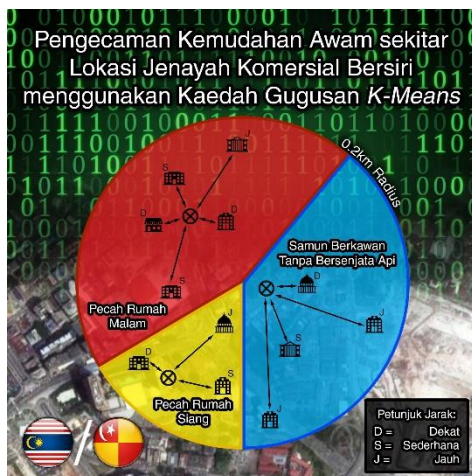 Pengecaman Kemudahan Awam sekitar
Lokasi Jenayah Komersial Bersiri
menggunakan Kaedah Gugusan K-Means
0.2km Radius
J
S
D
D
S
Pecah Rumah
Malam
Samun Berkawan
Tanpa Bersenjata Api
D
J
S
J
J
D
S
Pecah Rumah
Siang
Petunjuk Jarak:
D = Dekat
S = Sederhana
J = Jauh